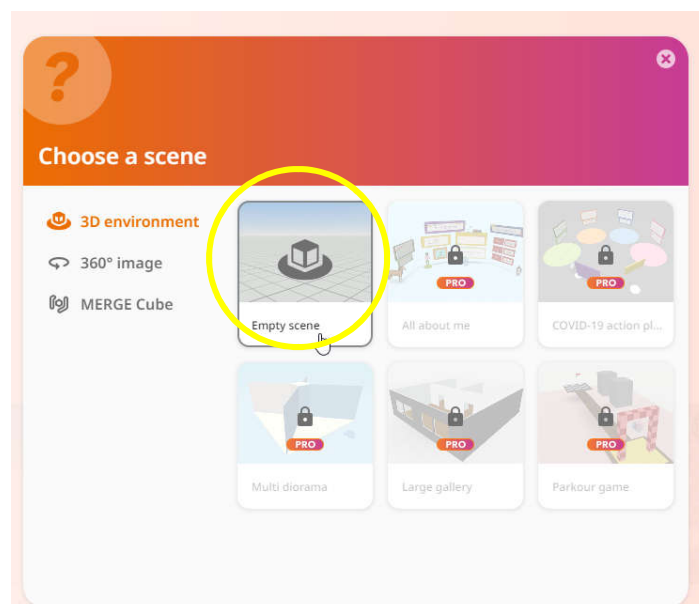 ?
Choose a scene
3D environment
360° image
MERGE Cube
Empty scene
PRO
All about me
PRO
COVID-19 action pl...
PRO
Multi diorama
PRO
Large gallery
PRO
Parkour game